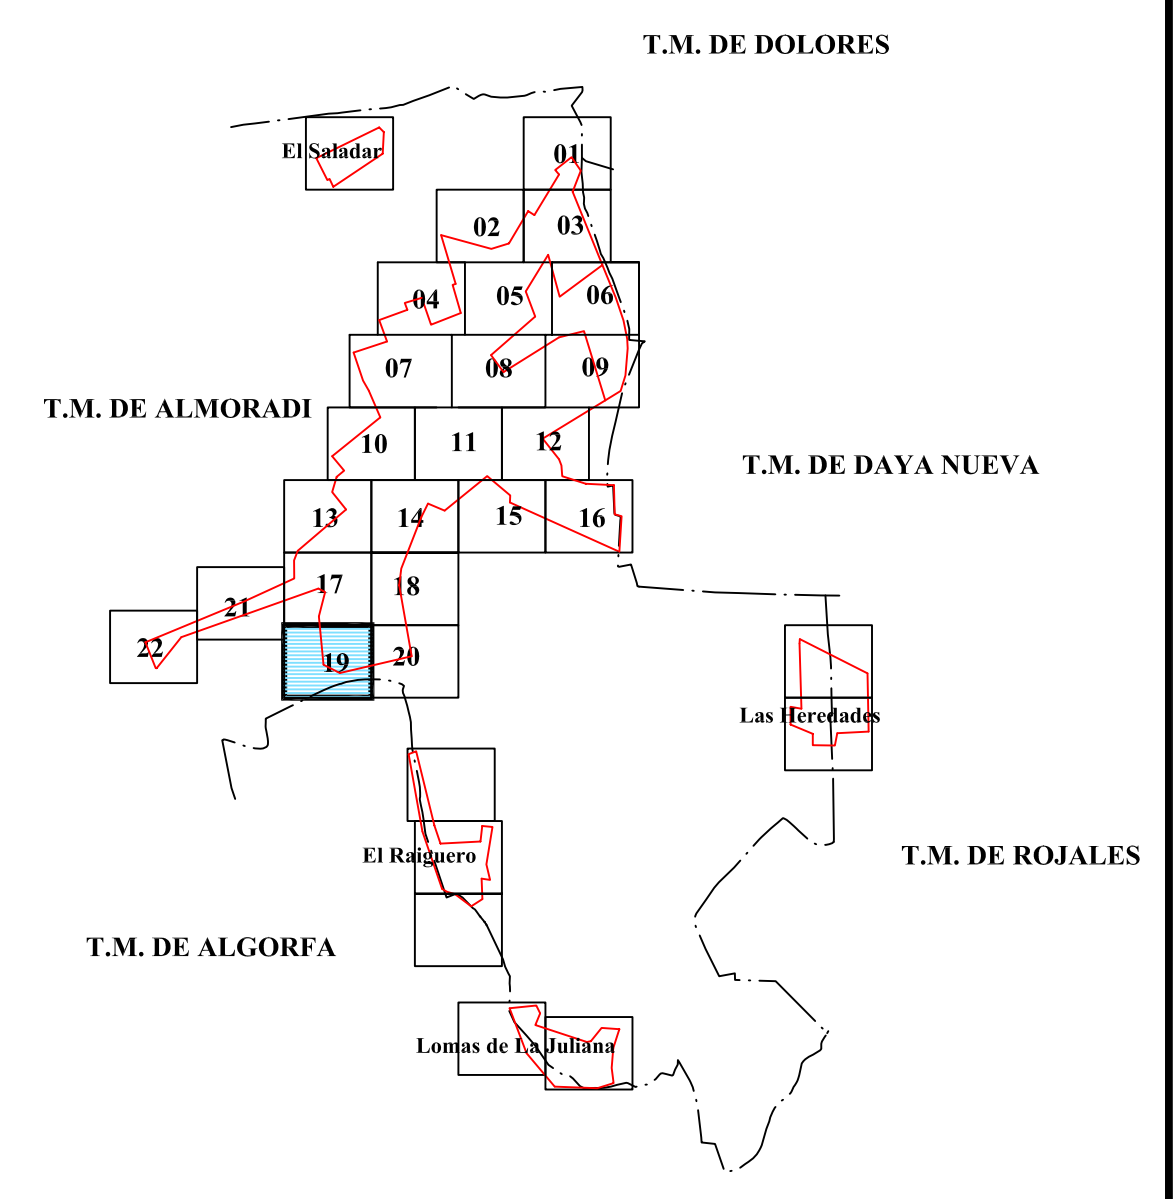 T.M. DE DOLORES
El Saladar
01
02
03
04
05
06
07
08
09
T.M. DE ALMORADI
10
11
12
T.M. DE DAYA NUEVA
13
14
15
16
17
18
21
22
19
20
Las Heredades
El Raiguero
T.M. DE ROJALES
T.M. DE ALGORFA
Lomas de La Juliana